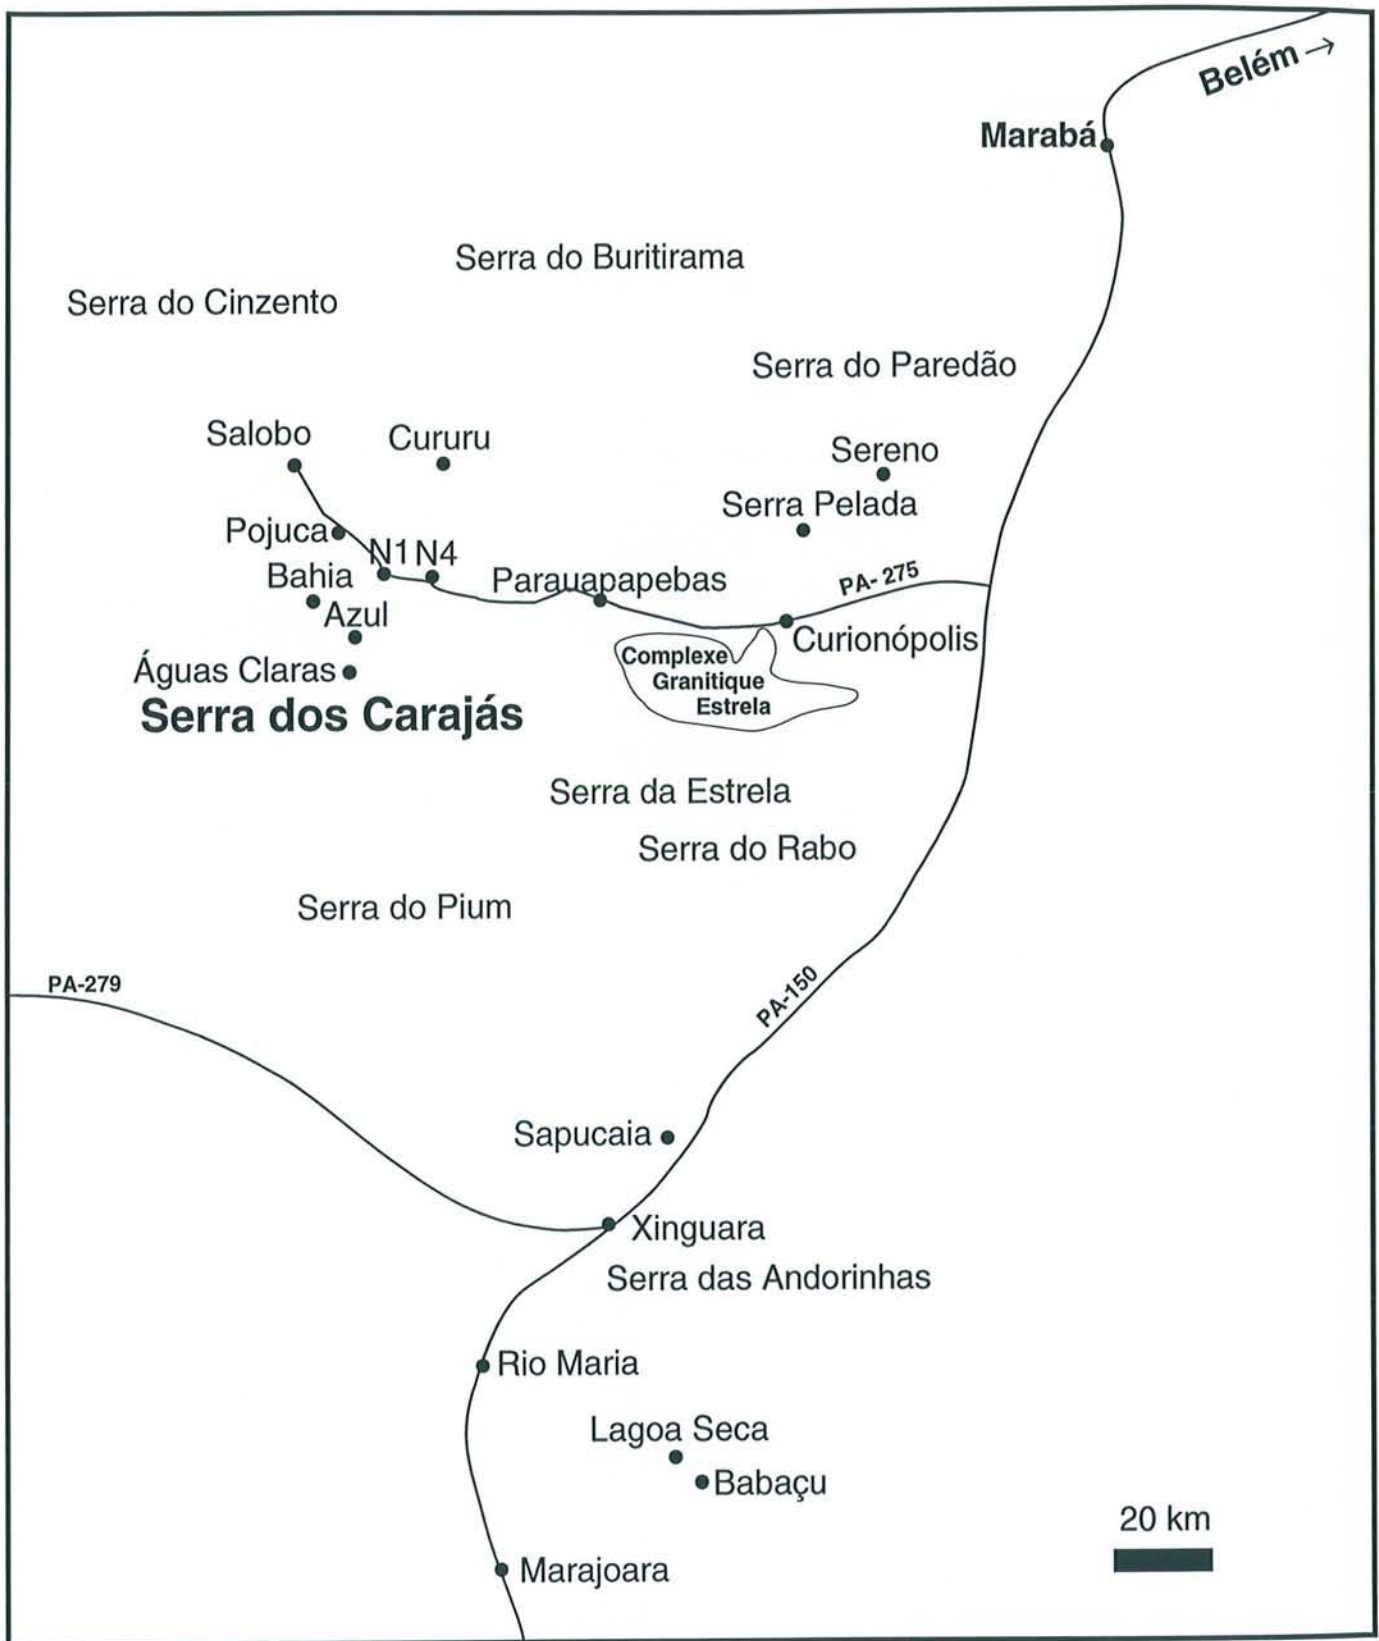 Belém →
Marabá
Serra do Buritirama
Serra do Cinzento
Serra do Paredão
Salobo
Cururu
Sereno
Serra Pelada
Pojuca
N1 N4
Bahia
Parauapapebas
PA- 275
Azul
Curionópolis
Águas Claras
Complexe
Granitique
Estrela
Serra dos Carajás
Serra da Estrela
Serra do Rabo
Serra do Pium
PA-279
PA-150
Sapucaia
Xinguara
Serra das Andorinhas
Rio Maria
Lagoa Seca
Babaçu
20 km
Marajoara